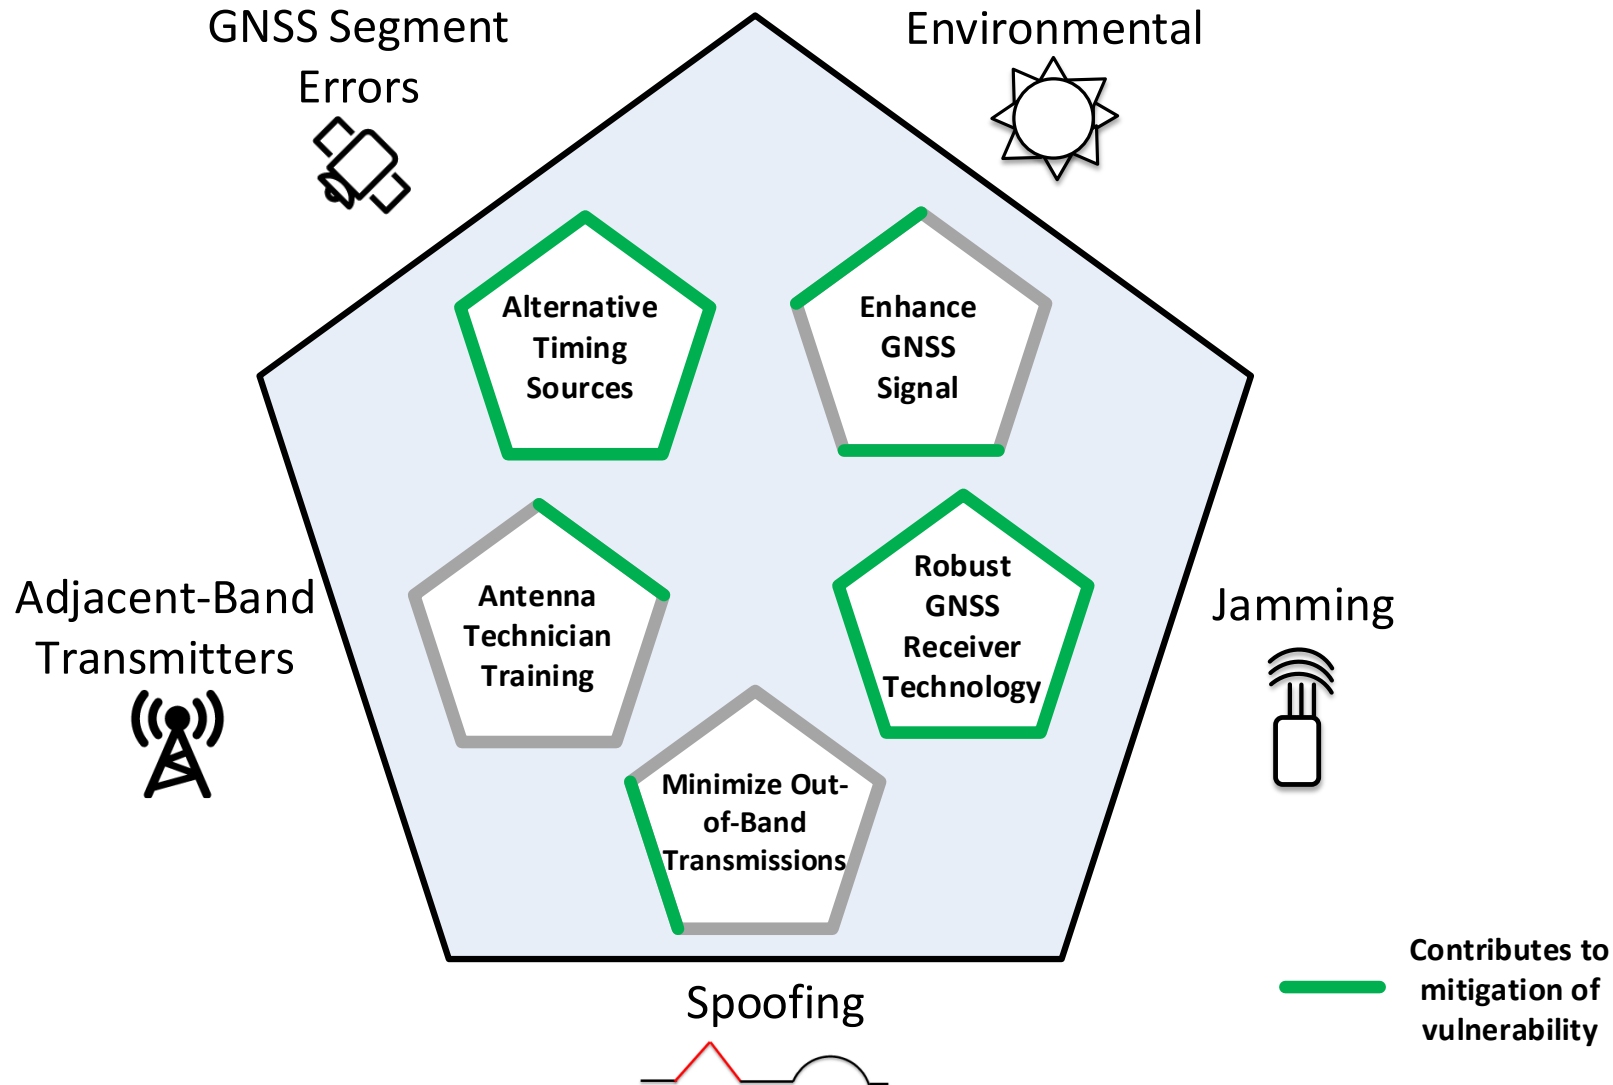 GNSS Segment
Errors
Environmental
Alternative
Timing
Sources
Enhance
GNSS
Signal
Adjacent-Band
Transmitters
Antenna
Technician
Training
Robust
GNSS
Receiver
Technology
Jamming
Minimize Out-
of-Band
Transmissions
Spoofing
Contributes to
mitigation of
vulnerability